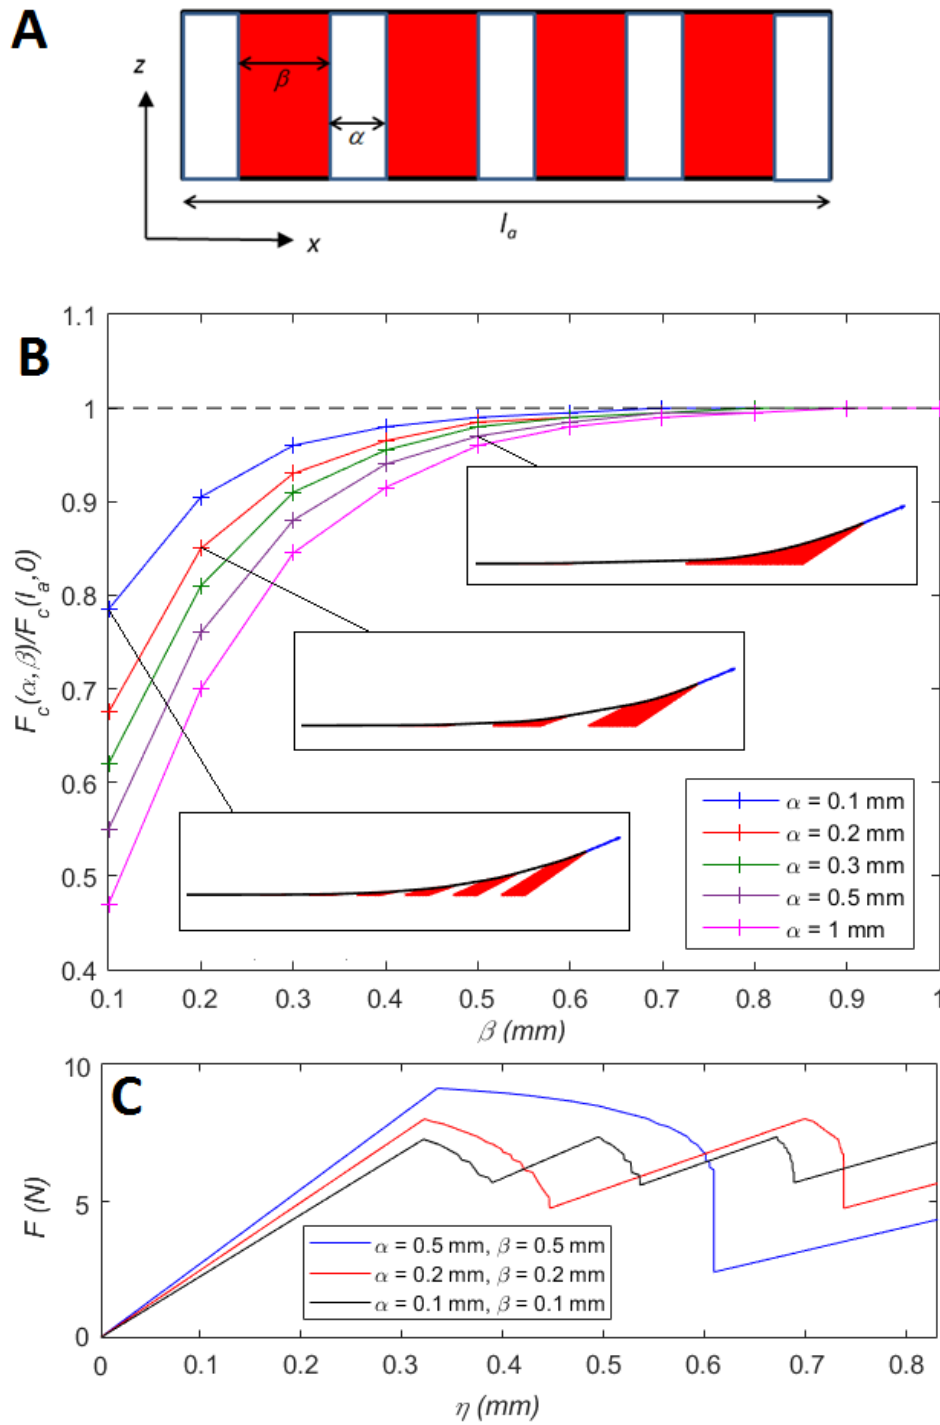 A
z
β
α
l_a
x
B
1.1
1
0.9
0.8
0.7
0.6
0.5
0.4
F_c(α,β)/F_c(l_a,0)
α = 0.1 mm
α = 0.2 mm
α = 0.3 mm
α = 0.5 mm
α = 1 mm
0.1 0.2 0.3 0.4 0.5 0.6 0.7 0.8 0.9 1
β (mm)
C
10
5
0
F (N)
α = 0.5 mm, β = 0.5 mm
α = 0.2 mm, β = 0.2 mm
α = 0.1 mm, β = 0.1 mm
0 0.1 0.2 0.3 0.4 0.5 0.6 0.7 0.8
η (mm)